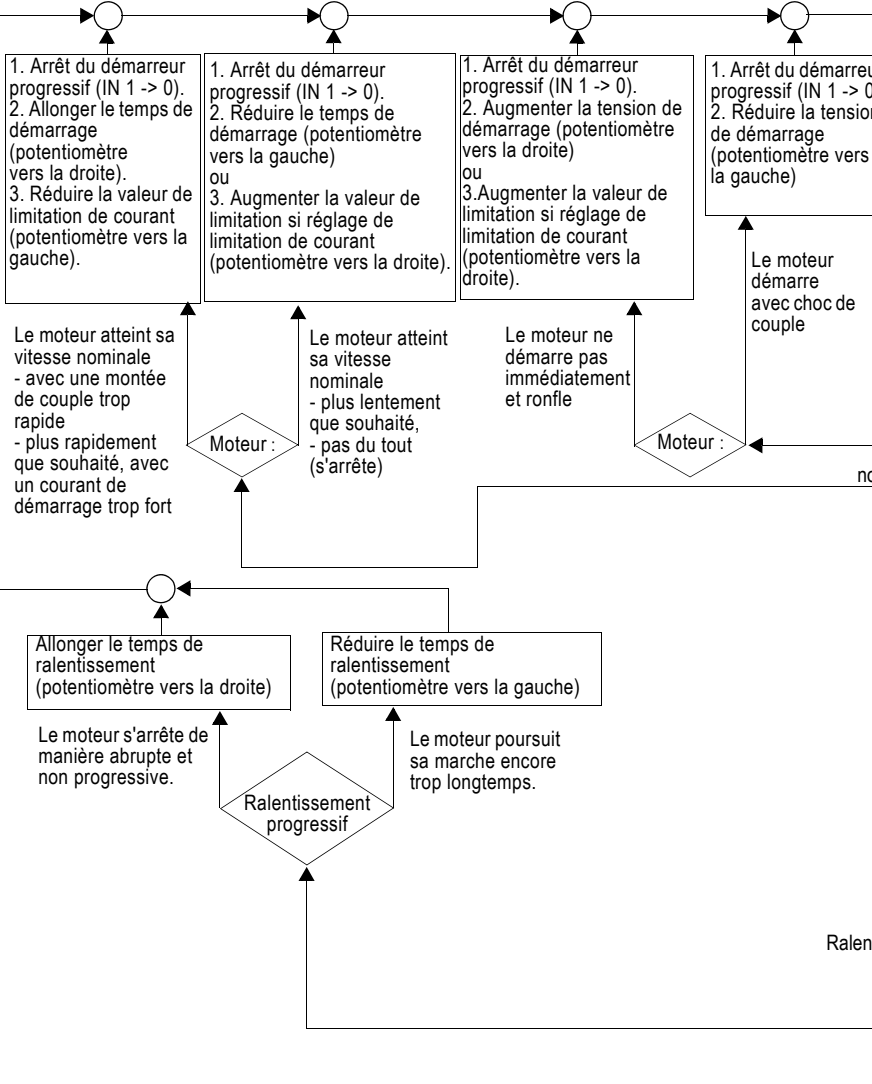 1. Arrêt du démarreur
progressif (IN 1 -> 0).
2. Allonger le temps de
démarrage
(potentiomètre
vers la droite).
3. Réduire la valeur de
limitation de courant
(potentiomètre vers la
gauche).
1. Arrêt du démarreur
progressif (IN 1 -> 0).
2. Réduire le temps de
démarrage (potentiomètre
vers la gauche)
ou
3. Augmenter la valeur de
limitation si réglage de
limitation de courant
(potentiomètre vers la droite).
1. Arrêt du démarreur
progressif (IN 1 -> 0).
2. Augmenter la tension de
démarrage (potentiomètre
vers la droite)
ou
3.Augmenter la valeur de
limitation si réglage de
limitation de courant
(potentiomètre vers la
droite).
1. Arrêt du
progressif (IN 1 ->
2. Réduire la
de démarrage
(potentiomètre vers
la gauche)
Le moteur
démarre
avec choc de
couple
Le moteur atteint sa
vitesse nominale
- avec une montée
de couple trop
rapide
- plus rapidement
que souhaité, avec
un courant de
démarrage trop fort
Moteur :
Le moteur atteint
sa vitesse
nominale
- plus lentement
que souhaité,
- pas du tout
(s'arrête)
Le moteur ne
démarre pas
immédiatement
et ronfle
Moteur :
Allonger le temps de
ralentissement
(potentiomètre vers la droite)
Réduire le temps de
ralentissement
(potentiomètre vers la gauche)
Le moteur s'arrête de
manière abrupte et
non progressive.
Le moteur poursuit
sa marche encore
trop longtemps.
Ralentissement
progressif